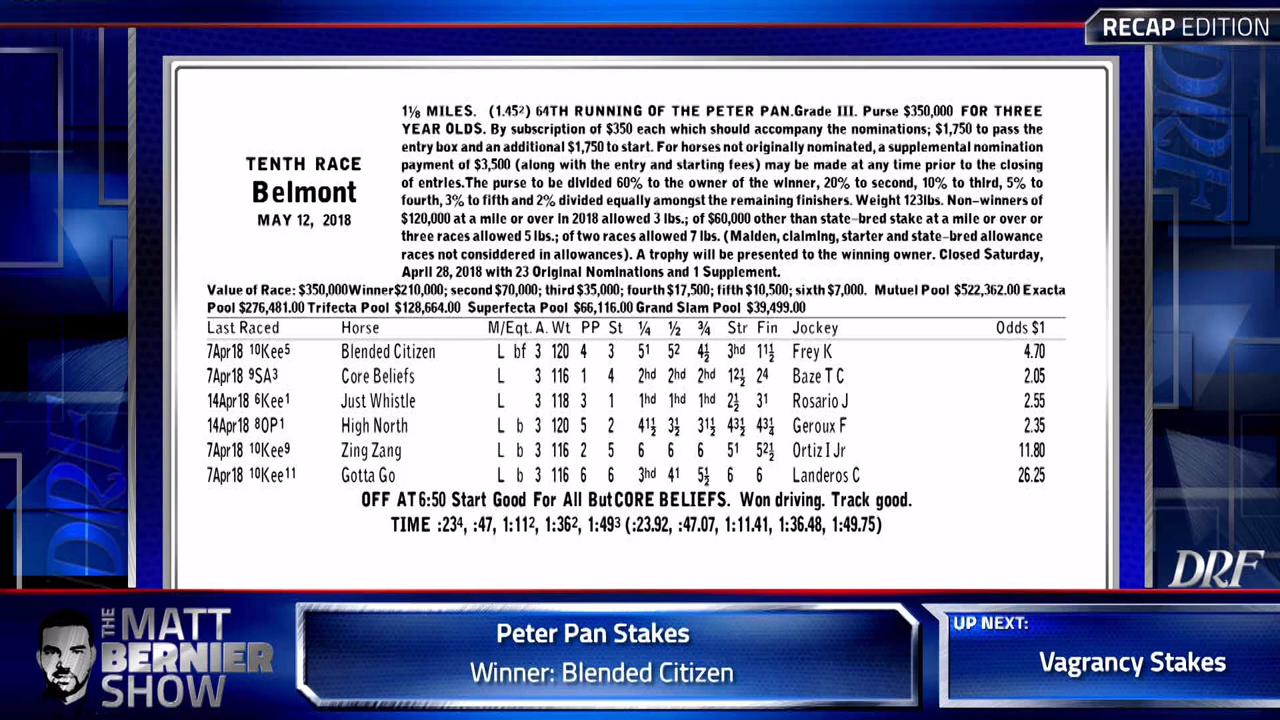 RECAP EDITION
DRF
DRF
TENTH RACE
Belmont
MAY 12, 2018
1⅛ MILES. (1.45²) 64TH RUNNING OF THE PETER PAN.Grade III. Purse $350,000 FOR THREE
YEAR OLDS. By subscription of $350 each which should accompany the nominations; $1,750 to pass the
entry box and an additional $1,750 to start. For horses not originally nominated, a supplemental nomination
payment of $3,500 (along with the entry and starting fees) may be made at any time prior to the closing
of entries.The purse to be divided 60% to the owner of the winner, 20% to second, 10% to third, 5% to
fourth, 3% to fifth and 2% divided equally amongst the remaining finishers. Weight 123lbs. Non-winners of
$120,000 at a mile or over in 2018 allowed 3 lbs.; of $60,000 other than state-bred stake at a mile or over or
three races allowed 5 lbs.; of two races allowed 7 lbs. (Maiden, claiming, starter and state-bred allowance
races not considdered in allowances). A trophy will be presented to the winning owner. Closed Saturday,
April 28, 2018 with 23 Original Nominations and 1 Supplement.
Value of Race: $350,000Winner$210,000; second $70,000; third $35,000; fourth $17,500; fifth $10,500; sixth $7,000. Mutuel Pool $522,362.00 Exacta
Pool $276,481.00 Trifecta Pool $128,664.00 Superfecta Pool $66,116.00 Grand Slam Pool $39,499.00
Last Raced Horse M/Eqt. A. Wt PP St ¼ ½ ¾ Str Fin Jockey Odds $1
7Apr18 10Kee5 Blended Citizen L bf 3 120 4 3 5¹ 5² 4½ 3hd 11½ Frey K 4.70
7Apr18 9SA3 Core Beliefs L 3 116 1 4 2hd 2hd 2hd 12½ 2⁴ Baze T C 2.05
14Apr18 6Kee1 Just Whistle L 3 118 3 1 1hd 1hd 1hd 2½ 3¹ Rosario J 2.55
14Apr18 8OP1 High North L b 3 120 5 2 41½ 3½ 31½ 43½ 43¼ Geroux F 2.35
7Apr18 10Kee9 Zing Zang L b 3 116 2 5 6 6 6 5¹ 52½ Ortiz I Jr 11.80
7Apr18 10Kee11 Gotta Go L b 3 116 6 6 3hd 4¹ 5½ 6 6 Landeros C 26.25
OFF AT6:50 Start Good For All ButCORE BELIEFS. Won driving. Track good.
TIME :23⁴, :47, 1:11², 1:36², 1:49³ (:23.92, :47.07, 1:11.41, 1:36.48, 1:49.75)
DRF
THE
MATT
BERNIER
SHOW
Peter Pan Stakes
Winner: Blended Citizen
UP NEXT:
Vagrancy Stakes